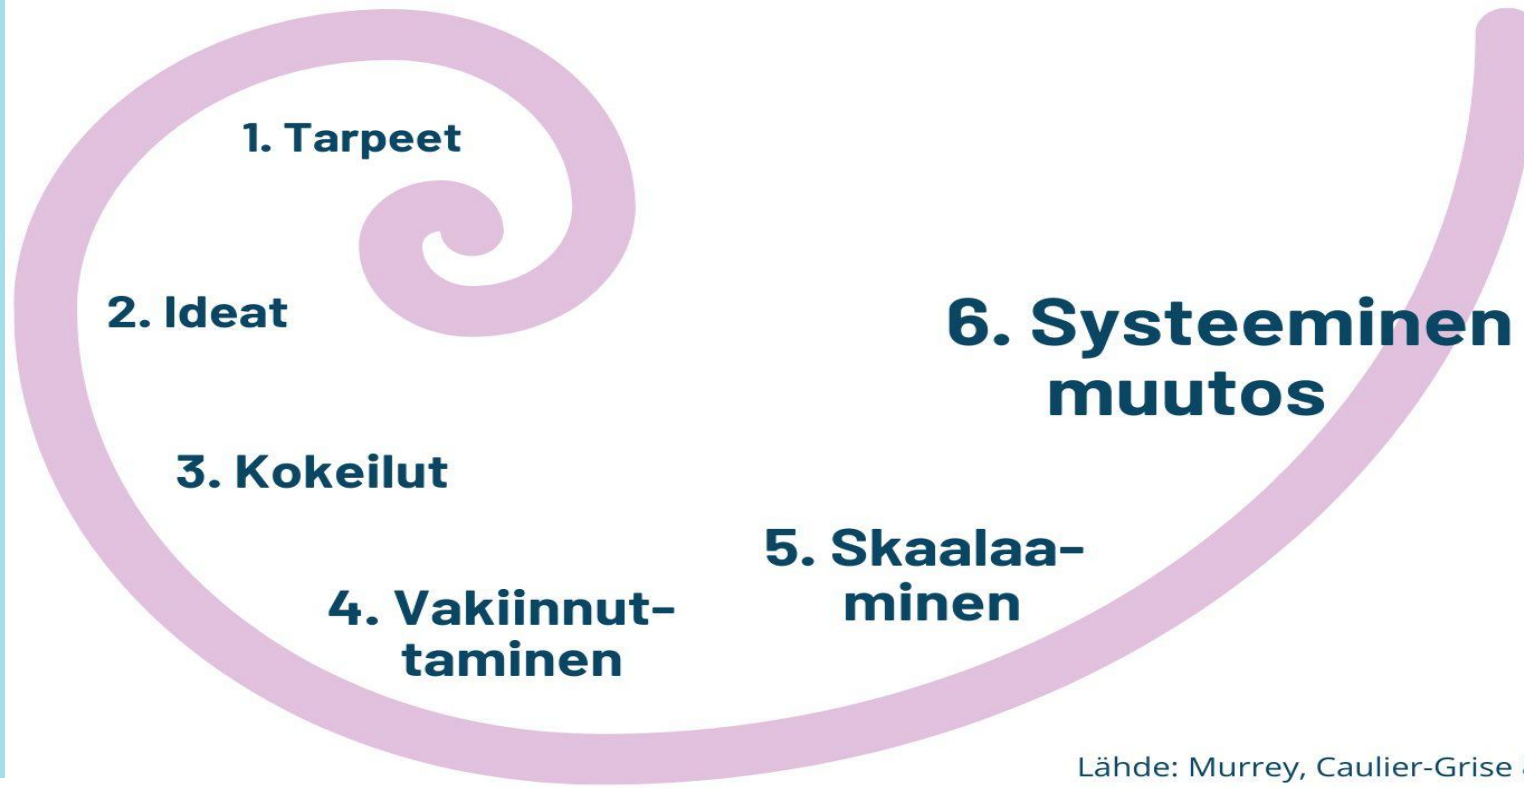 1. Tarpeet
2. Ideat
3. Kokeilut
4. Vakiinnut-
taminen
5. Skaalaa-
minen
6. Systeeminen
muutos
Lähde: Murrey, Caulier-Grise